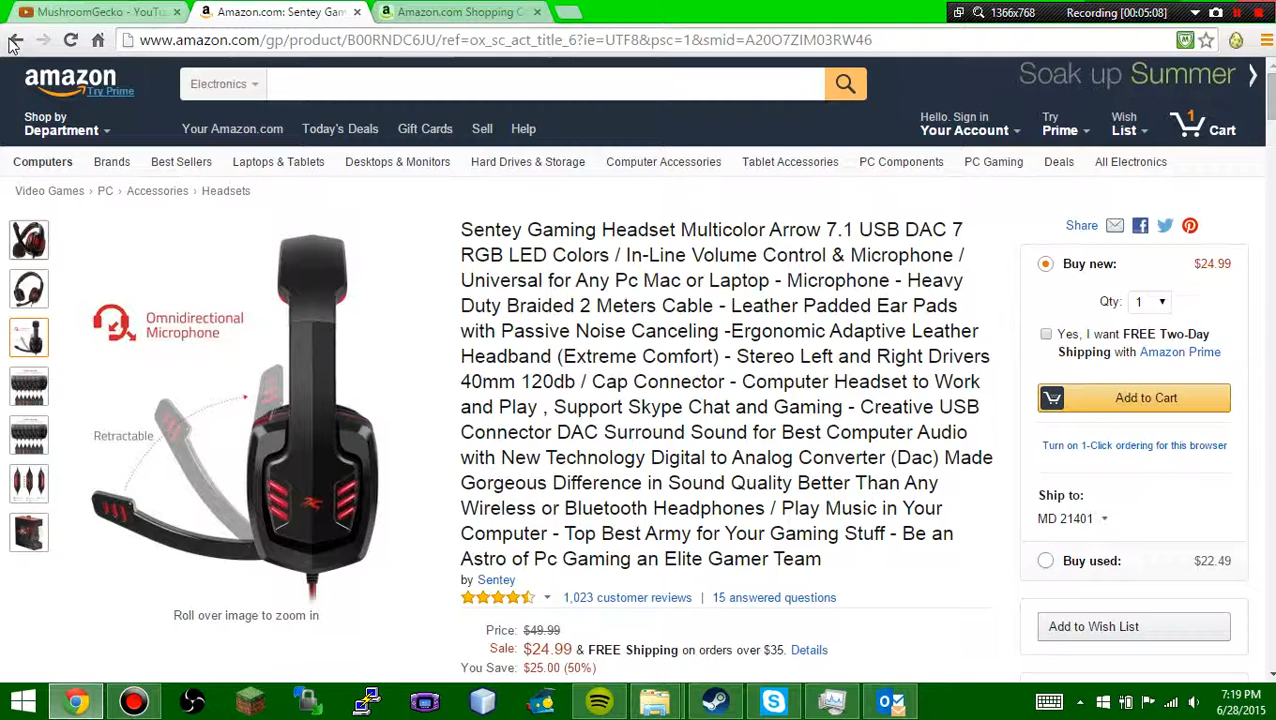 MushroomGecko - YouTu
Amazon.com: Sentey Gam
Amazon.com Shopping C
1366x768
Recording [00:05:08]
www.amazon.com/gp/product/B00RNDC6JU/ref=ox_sc_act_title_6?ie=UTF8&psc=1&smid=A20O7ZIM03RW46
amazon
Try Prime
Electronics
Soak up Summer
Shop by
Department
Your Amazon.com
Today's Deals
Gift Cards
Sell
Help
Hello. Sign in
Your Account
Try
Prime
Wish
List
1
Cart
Computers
Brands
Best Sellers
Laptops & Tablets
Desktops & Monitors
Hard Drives & Storage
Computer Accessories
Tablet Accessories
PC Components
PC Gaming
Deals
All Electronics
Video Games › PC › Accessories › Headsets
Omnidirectional
Microphone
Retractable
Roll over image to zoom in
Sentey Gaming Headset Multicolor Arrow 7.1 USB DAC 7
RGB LED Colors / In-Line Volume Control & Microphone /
Universal for Any Pc Mac or Laptop - Microphone - Heavy
Duty Braided 2 Meters Cable - Leather Padded Ear Pads
with Passive Noise Canceling -Ergonomic Adaptive Leather
Headband (Extreme Comfort) - Stereo Left and Right Drivers
40mm 120db / Cap Connector - Computer Headset to Work
and Play , Support Skype Chat and Gaming - Creative USB
Connector DAC Surround Sound for Best Computer Audio
with New Technology Digital to Analog Converter (Dac) Made
Gorgeous Difference in Sound Quality Better Than Any
Wireless or Bluetooth Headphones / Play Music in Your
Computer - Top Best Army for Your Gaming Stuff - Be an
Astro of Pc Gaming an Elite Gamer Team
by Sentey
1,023 customer reviews | 15 answered questions
Price: $49.99
Sale: $24.99 & FREE Shipping on orders over $35. Details
You Save: $25.00 (50%)
Share
Buy new: $24.99
Qty: 1
Yes, I want FREE Two-Day
Shipping with Amazon Prime
Add to Cart
Turn on 1-Click ordering for this browser
Ship to:
MD 21401
Buy used: $22.49
Add to Wish List
7:19 PM
6/28/2015